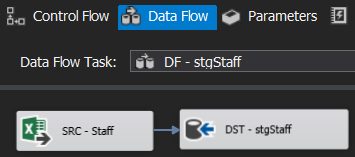 Control Flow Data Flow Parameters
Data Flow Task: DF - stgStaff
SRC - Staff DST - stgStaff